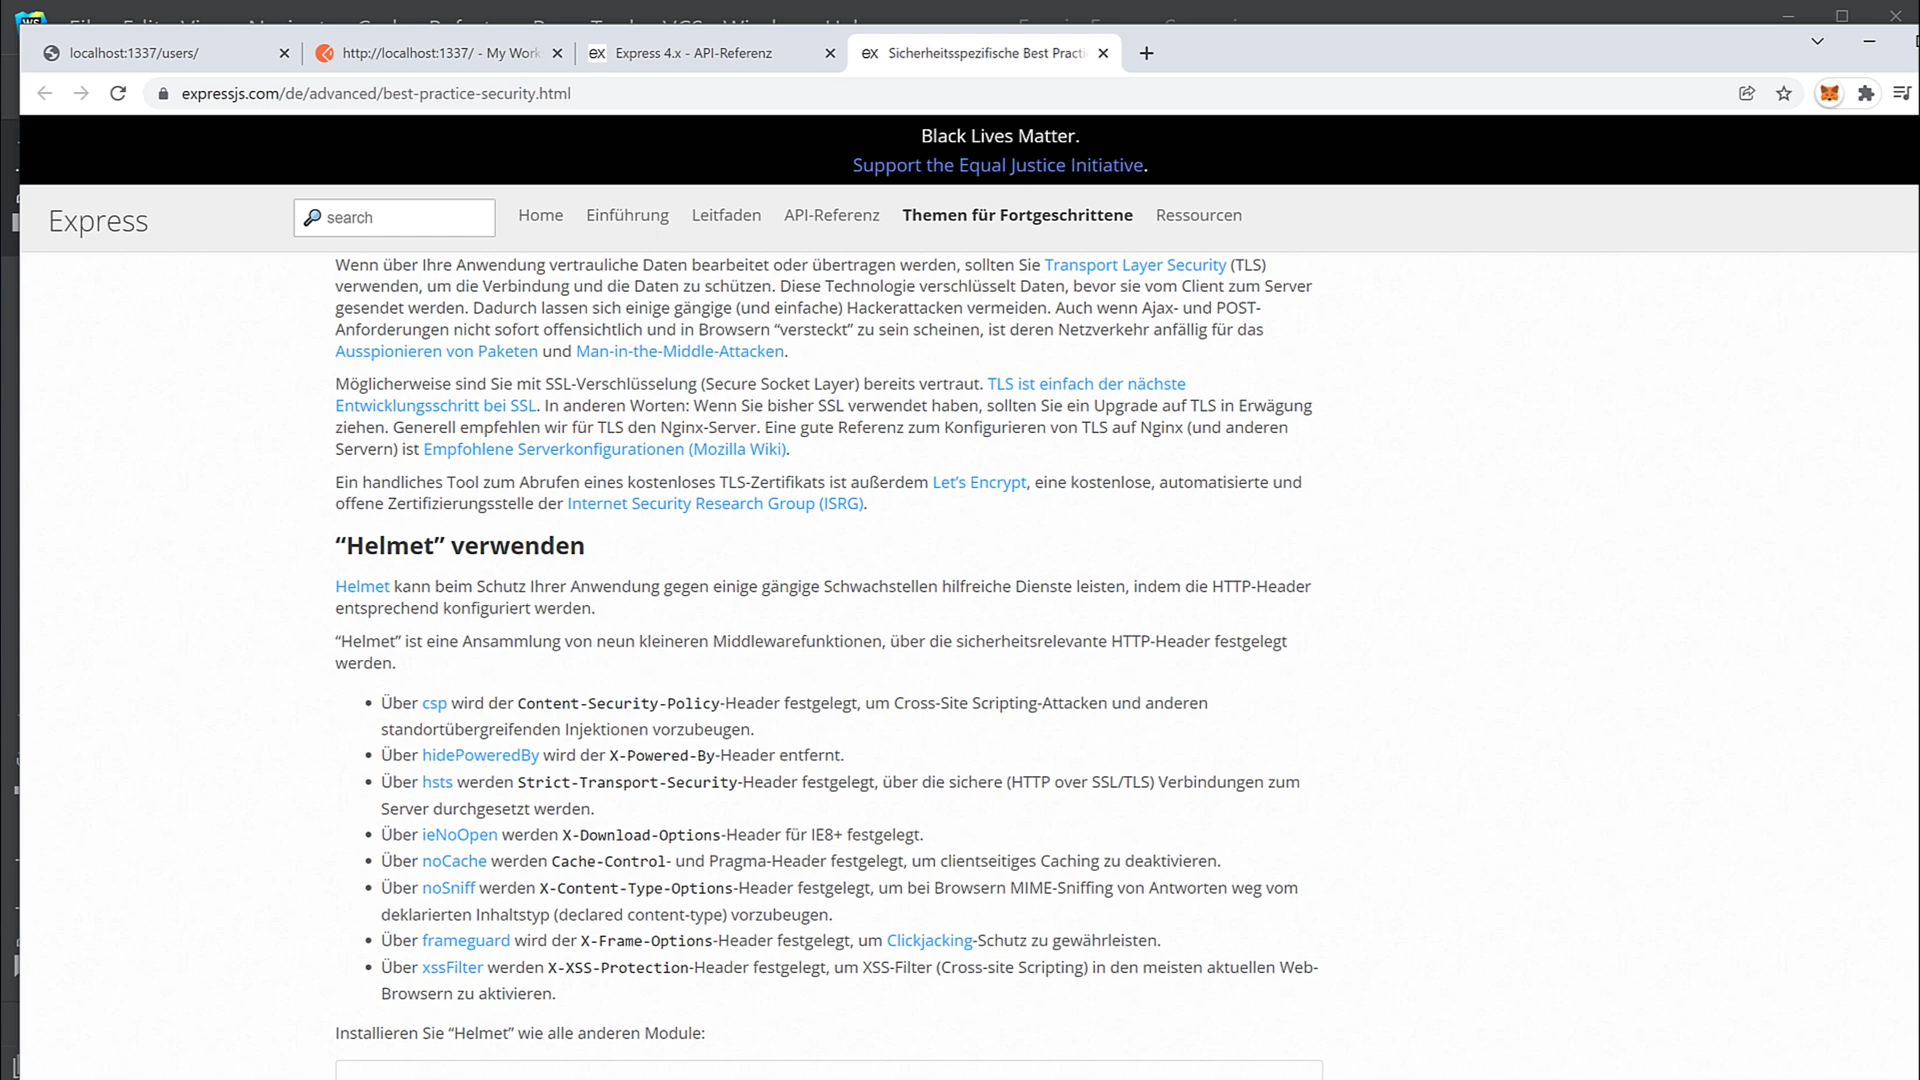 localhost:1337/users/
http://localhost:1337/ - My Work
Express 4.x - API-Referenz
Sicherheitsspezifische Best Practi
expressjs.com/de/advanced/best-practice-security.html
Black Lives Matter.
Support the Equal Justice Initiative.
Express
search
Home
Einführung
Leitfaden
API-Referenz
Themen für Fortgeschrittene
Ressourcen
Wenn über Ihre Anwendung vertrauliche Daten bearbeitet oder übertragen werden, sollten Sie Transport Layer Security (TLS)
verwenden, um die Verbindung und die Daten zu schützen. Diese Technologie verschlüsselt Daten, bevor sie vom Client zum Server
gesendet werden. Dadurch lassen sich einige gängige (und einfache) Hackerattacken vermeiden. Auch wenn Ajax- und POST-
Anforderungen nicht sofort offensichtlich und in Browsern “versteckt” zu sein scheinen, ist deren Netzverkehr anfällig für das
Ausspionieren von Paketen und Man-in-the-Middle-Attacken.
Möglicherweise sind Sie mit SSL-Verschlüsselung (Secure Socket Layer) bereits vertraut. TLS ist einfach der nächste
Entwicklungsschritt bei SSL. In anderen Worten: Wenn Sie bisher SSL verwendet haben, sollten Sie ein Upgrade auf TLS in Erwägung
ziehen. Generell empfehlen wir für TLS den Nginx-Server. Eine gute Referenz zum Konfigurieren von TLS auf Nginx (und anderen
Servern) ist Empfohlene Serverkonfigurationen (Mozilla Wiki).
Ein handliches Tool zum Abrufen eines kostenloses TLS-Zertifikats ist außerdem Let’s Encrypt, eine kostenlose, automatisierte und
offene Zertifizierungsstelle der Internet Security Research Group (ISRG).
“Helmet” verwenden
Helmet kann beim Schutz Ihrer Anwendung gegen einige gängige Schwachstellen hilfreiche Dienste leisten, indem die HTTP-Header
entsprechend konfiguriert werden.
“Helmet” ist eine Ansammlung von neun kleineren Middlewarefunktionen, über die sicherheitsrelevante HTTP-Header festgelegt
werden.
• Über csp wird der Content-Security-Policy-Header festgelegt, um Cross-Site Scripting-Attacken und anderen
standortübergreifenden Injektionen vorzubeugen.
• Über hidePoweredBy wird der X-Powered-By-Header entfernt.
• Über hsts werden Strict-Transport-Security-Header festgelegt, über die sichere (HTTP over SSL/TLS) Verbindungen zum
Server durchgesetzt werden.
• Über ieNoOpen werden X-Download-Options-Header für IE8+ festgelegt.
• Über noCache werden Cache-Control- und Pragma-Header festgelegt, um clientseitiges Caching zu deaktivieren.
• Über noSniff werden X-Content-Type-Options-Header festgelegt, um bei Browsern MIME-Sniffing von Antworten weg vom
deklarierten Inhaltstyp (declared content-type) vorzubeugen.
• Über frameguard wird der X-Frame-Options-Header festgelegt, um Clickjacking-Schutz zu gewährleisten.
• Über xssFilter werden X-XSS-Protection-Header festgelegt, um XSS-Filter (Cross-site Scripting) in den meisten aktuellen Web-
Browsern zu aktivieren.
Installieren Sie “Helmet” wie alle anderen Module: